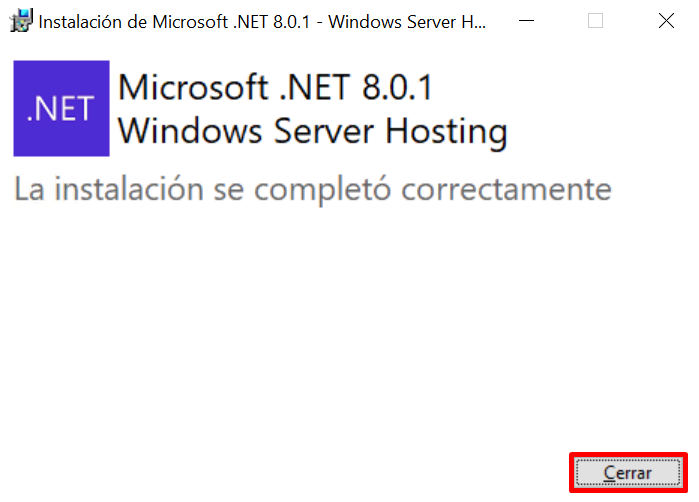 Instalación de Microsoft .NET 8.0.1 - Windows Server H...
.NET
Microsoft .NET 8.0.1
Windows Server Hosting
La instalación se completó correctamente
Cerrar